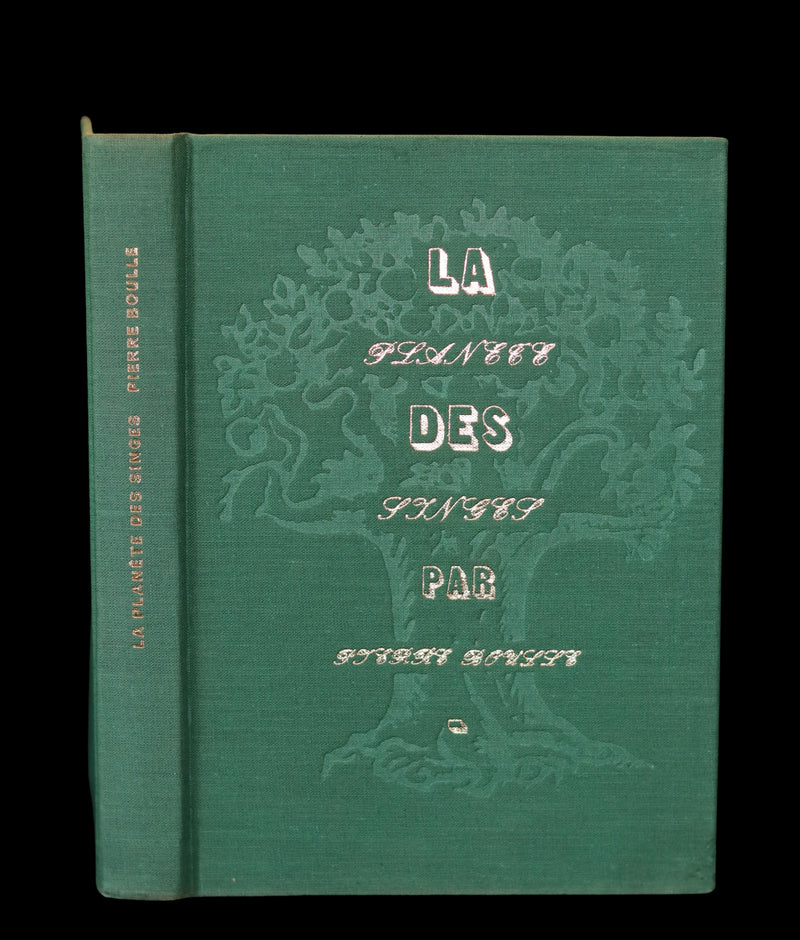 LA PLANÈTE DES SINGES PIERRE BOULLE
LA
PLANETE
DES
SINGES
PAR
PIERRE BOULLE